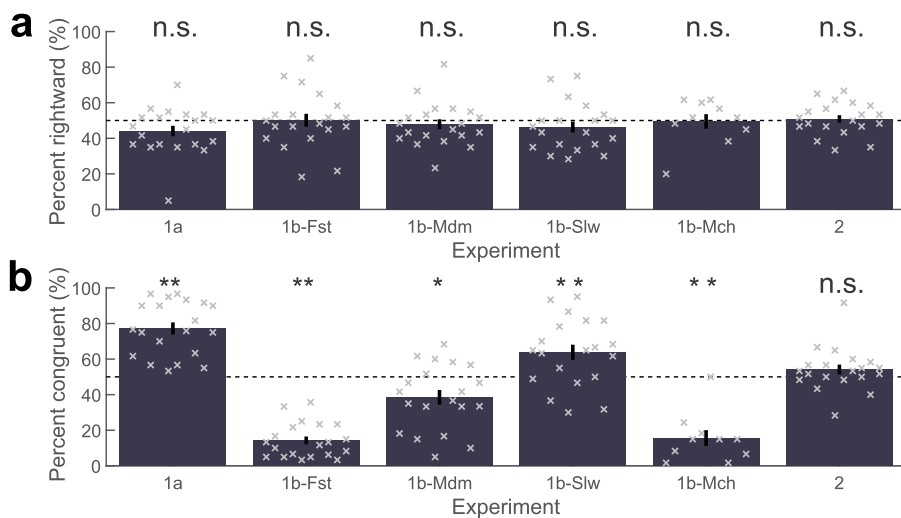 a
Percent rightward (%)
n.s. n.s. n.s. n.s. n.s. n.s.
100
80
60
40
20
0
1a 1b-Fst 1b-Mdm 1b-Slw 1b-Mch 2
Experiment
b
Percent congruent (%)
** ** * * * * * n.s.
100
80
60
40
20
0
1a 1b-Fst 1b-Mdm 1b-Slw 1b-Mch 2
Experiment